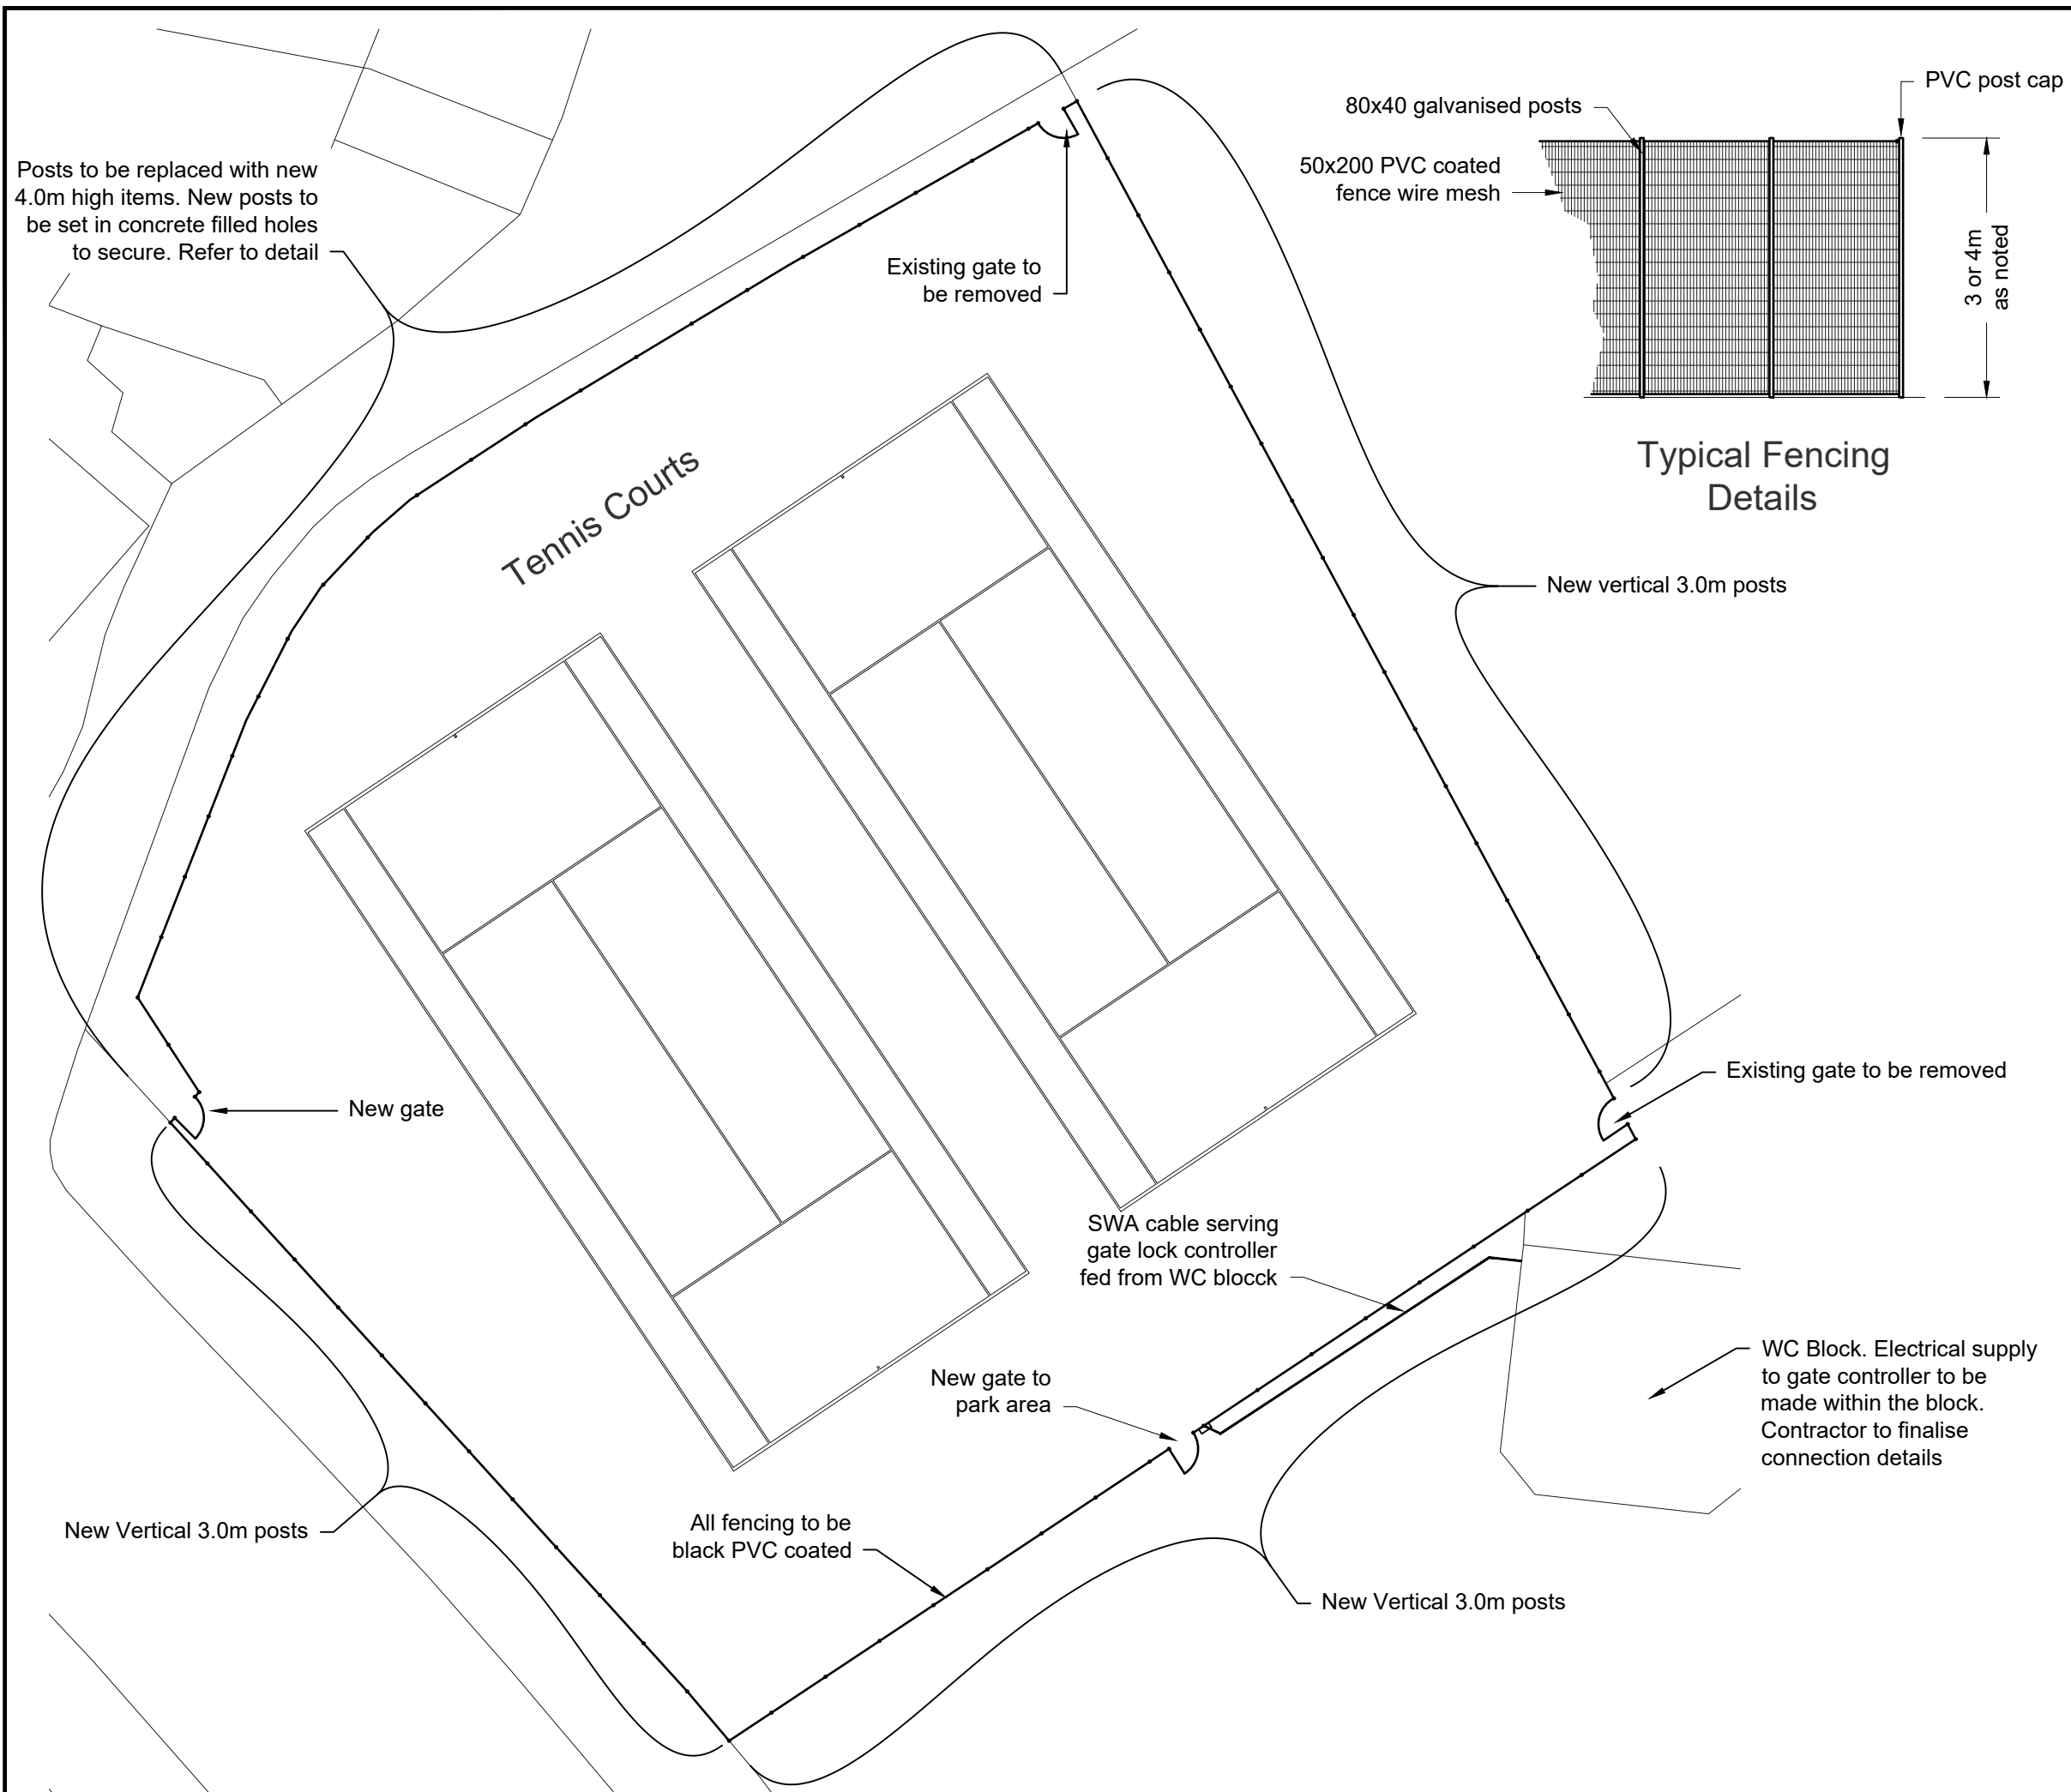 PVC post cap
80x40 galvanised posts
50x200 PVC coated
fence wire mesh
3 or 4m
as noted
Typical Fencing
Details
Posts to be replaced with new
4.0m high items. New posts to
be set in concrete filled holes
to secure. Refer to detail
Existing gate to
be removed
Tennis Courts
New vertical 3.0m posts
Existing gate to be removed
New gate
SWA cable serving
gate lock controller
fed from WC blocck
WC Block. Electrical supply
to gate controller to be
made within the block.
Contractor to finalise
connection details
New gate to
park area
All fencing to be
black PVC coated
New Vertical 3.0m posts
New Vertical 3.0m posts